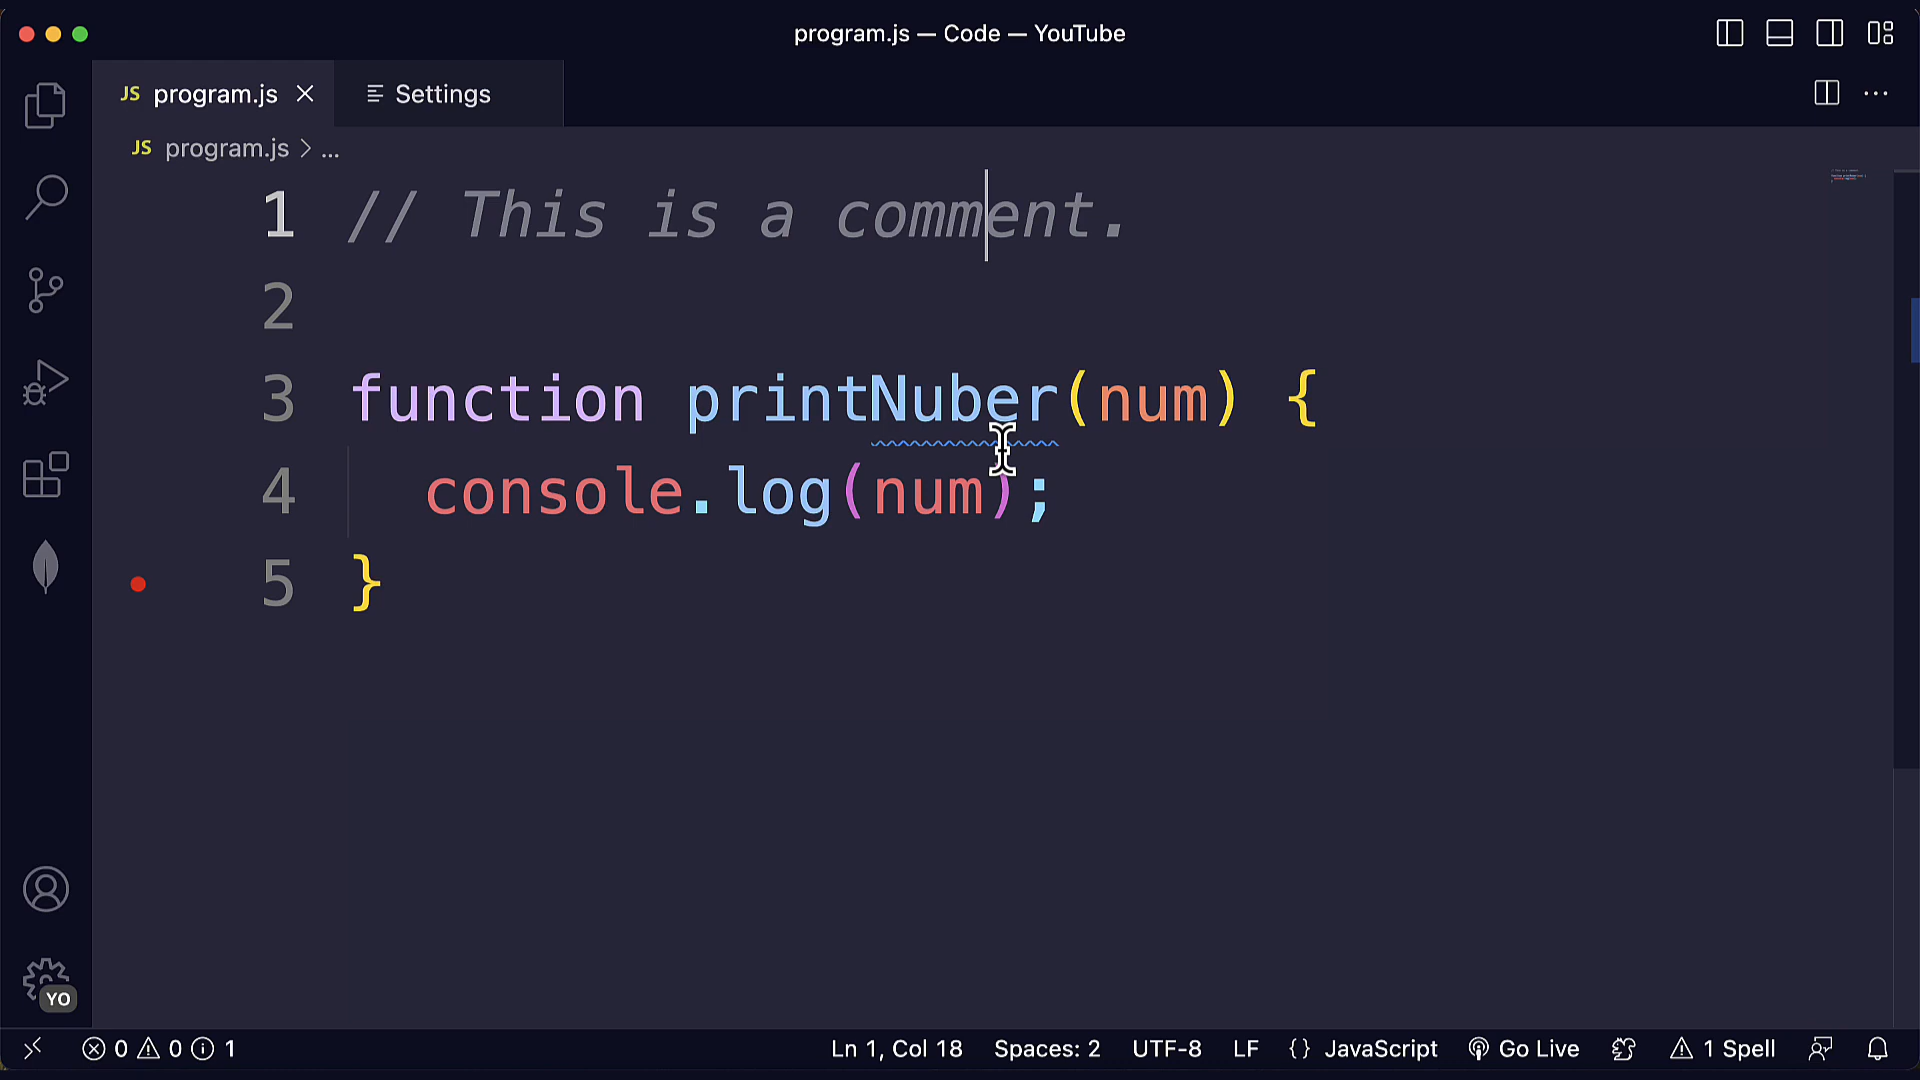 program.js — Code — YouTube
JS program.js Settings
JS program.js > ...
1 // This is a comment.
2
3 function printNuber(num) {
4 console.log(num);
5 }
YO
0 0 1 Ln 1, Col 18 Spaces: 2 UTF-8 LF {} JavaScript Go Live 1 Spell